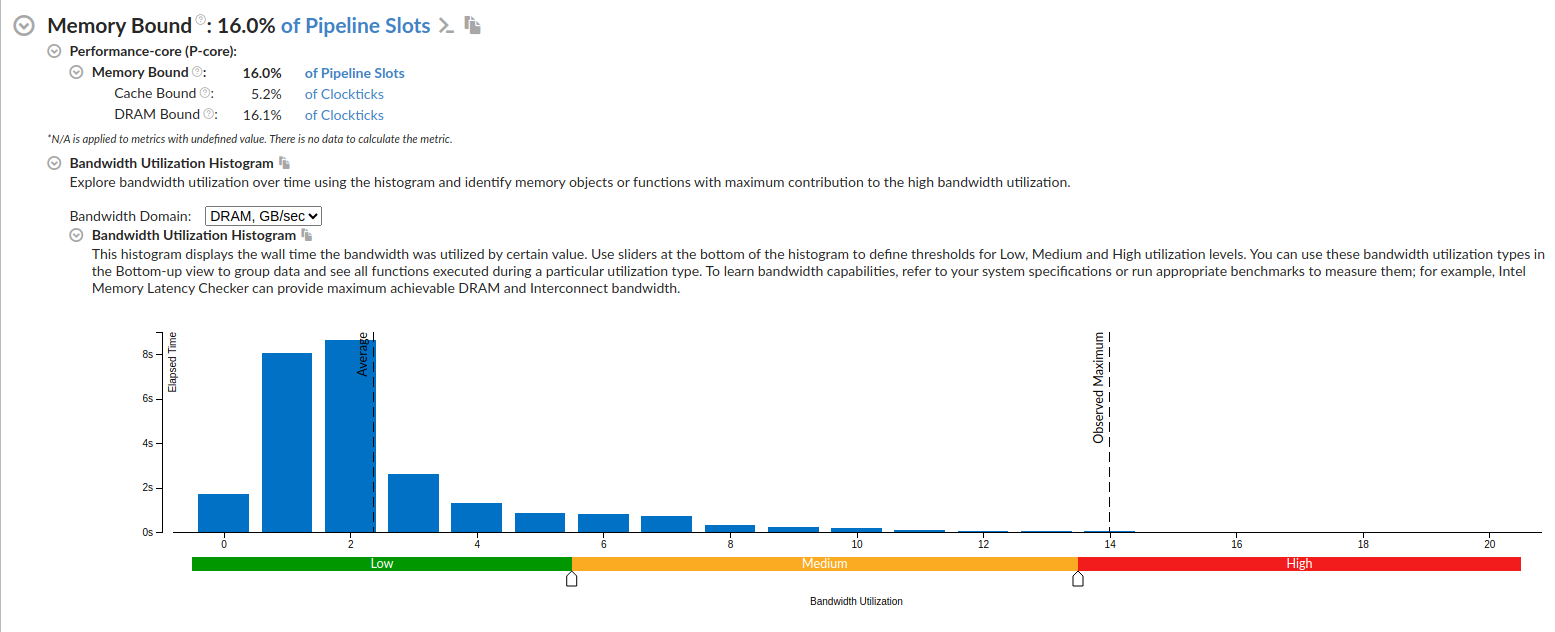 Memory Bound ?: 16.0% of Pipeline Slots
Performance-core (P-core):
Memory Bound ?: 16.0% of Pipeline Slots
Cache Bound ?: 5.2% of Clockticks
DRAM Bound ?: 16.1% of Clockticks
*N/A is applied to metrics with undefined value. There is no data to calculate the metric.
Bandwidth Utilization Histogram
Explore bandwidth utilization over time using the histogram and identify memory objects or functions with maximum contribution to the high bandwidth utilization.
Bandwidth Domain: DRAM, GB/sec
Bandwidth Utilization Histogram
This histogram displays the wall time the bandwidth was utilized by certain value. Use sliders at the bottom of the histogram to define thresholds for Low, Medium and High utilization levels. You can use these bandwidth utilization types in
the Bottom-up view to group data and see all functions executed during a particular utilization type. To learn bandwidth capabilities, refer to your system specifications or run appropriate benchmarks to measure them; for example, Intel
Memory Latency Checker can provide maximum achievable DRAM and Interconnect bandwidth.
Elapsed Time
Average
Observed Maximum
8s
6s
4s
2s
0s
0 2 4 6 8 10 12 14 16 18 20
Low Medium High
Bandwidth Utilization